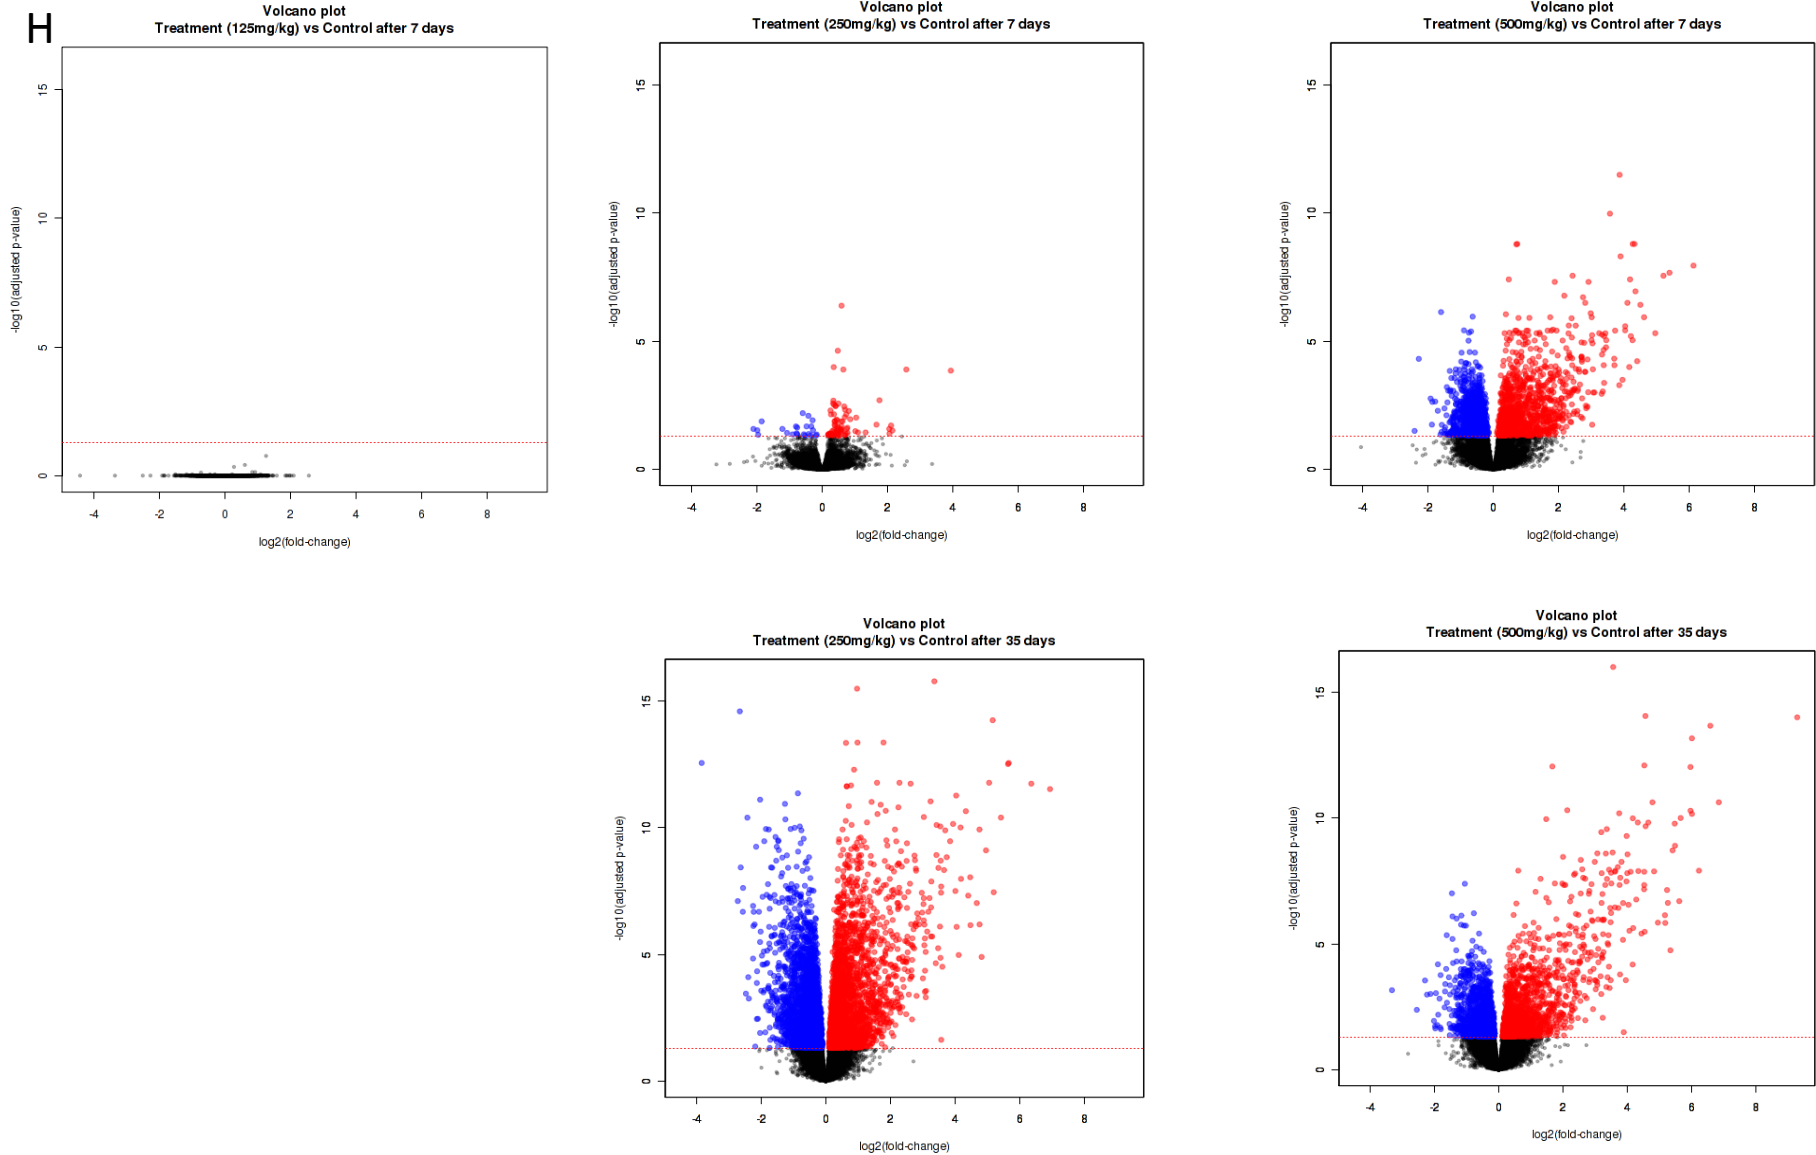 H
Volcano plot
Treatment (125mg/kg) vs Control after 7 days
-log10(adjusted p-value)
15
10
5
0
-4 -2 0 2 4 6 8
log2(fold-change)
Volcano plot
Treatment (250mg/kg) vs Control after 7 days
-log10(adjusted p-value)
15
10
5
0
-4 -2 0 2 4 6 8
log2(fold-change)
Volcano plot
Treatment (500mg/kg) vs Control after 7 days
-log10(adjusted p-value)
15
10
5
0
-4 -2 0 2 4 6 8
log2(fold-change)
Volcano plot
Treatment (250mg/kg) vs Control after 35 days
-log10(adjusted p-value)
15
10
5
0
-4 -2 0 2 4 6 8
log2(fold-change)
Volcano plot
Treatment (500mg/kg) vs Control after 35 days
-log10(adjusted p-value)
15
10
5
0
-4 -2 0 2 4 6 8
log2(fold-change)